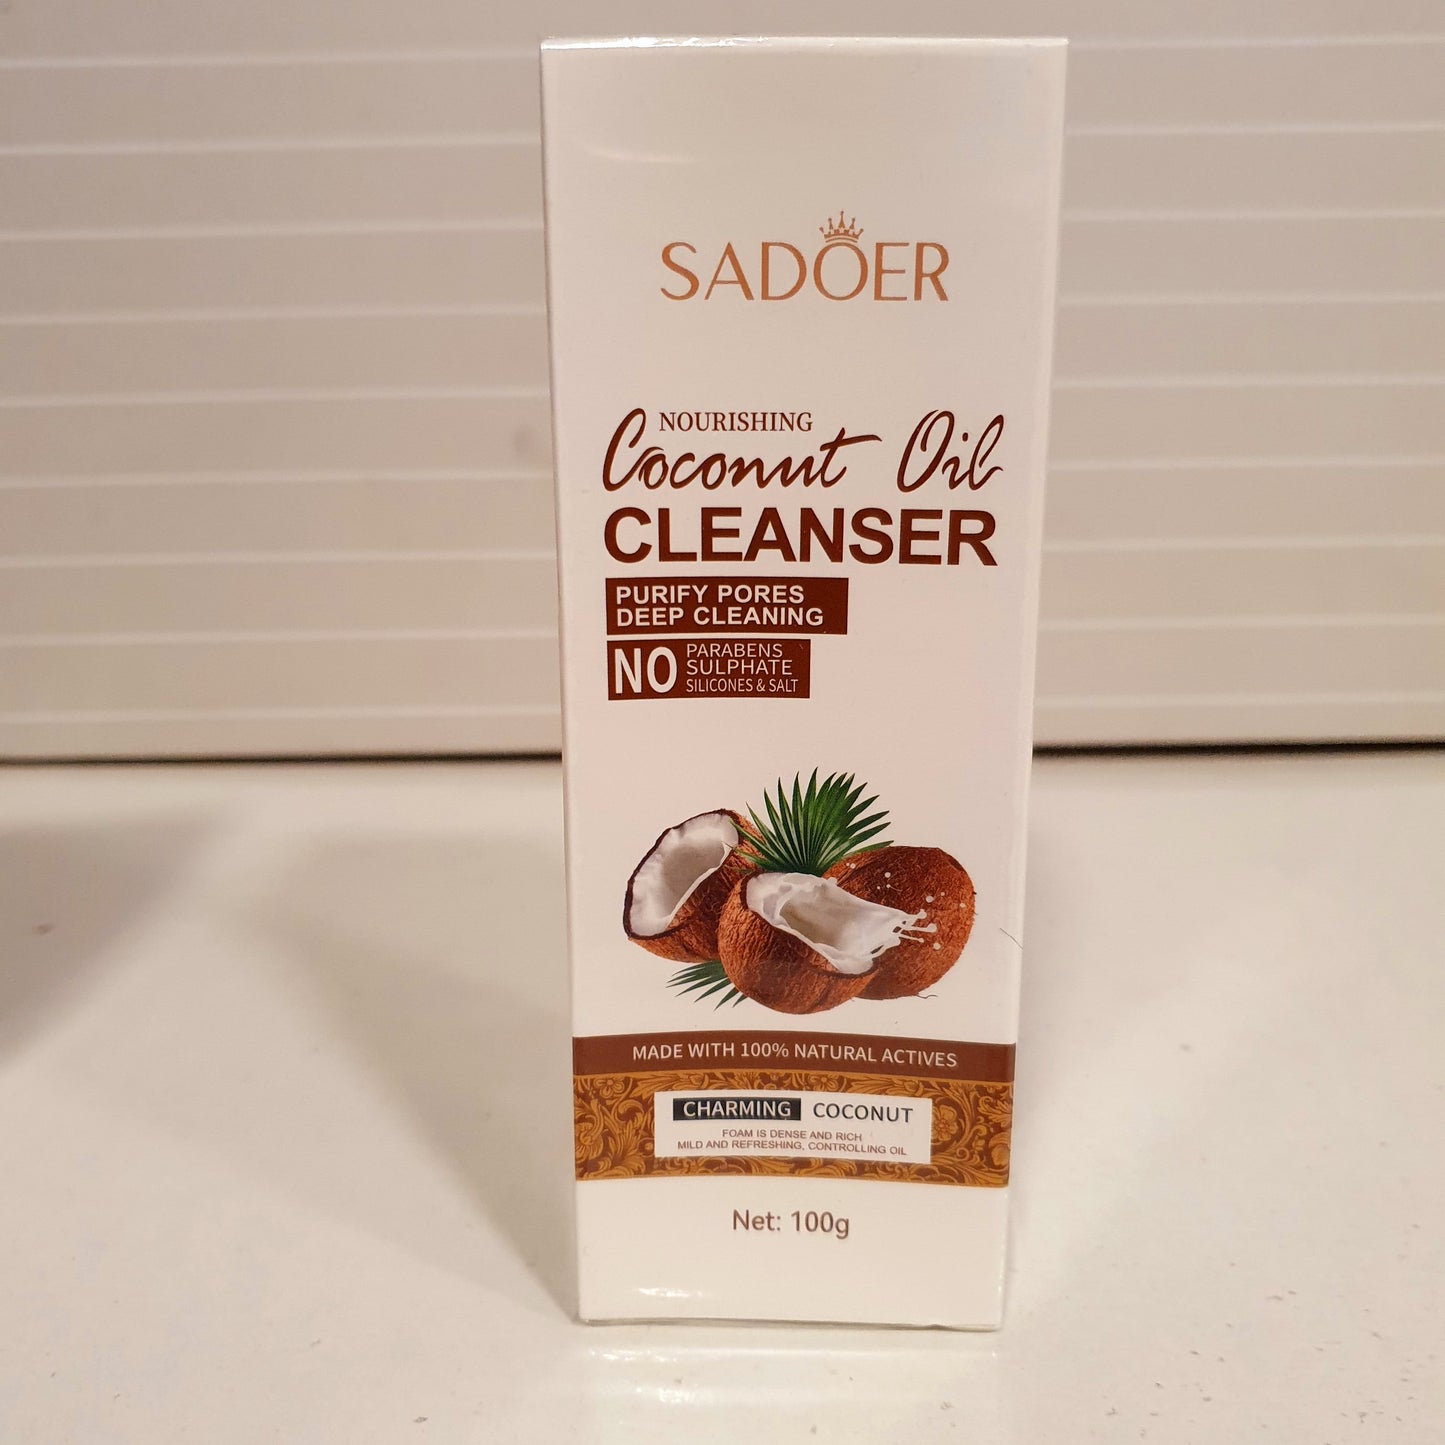 SADOER
NOURISHING
Coconut Oil
CLEANSER
PURIFY PORES
DEEP CLEANING
NO PARABENS
SULPHATE
SILICONES & SALT
MADE WITH 100% NATURAL ACTIVES
CHARMING COCONUT
FOAM IS DENSE AND RICH
MILD AND REFRESHING, CONTROLLING OIL
Net: 100g